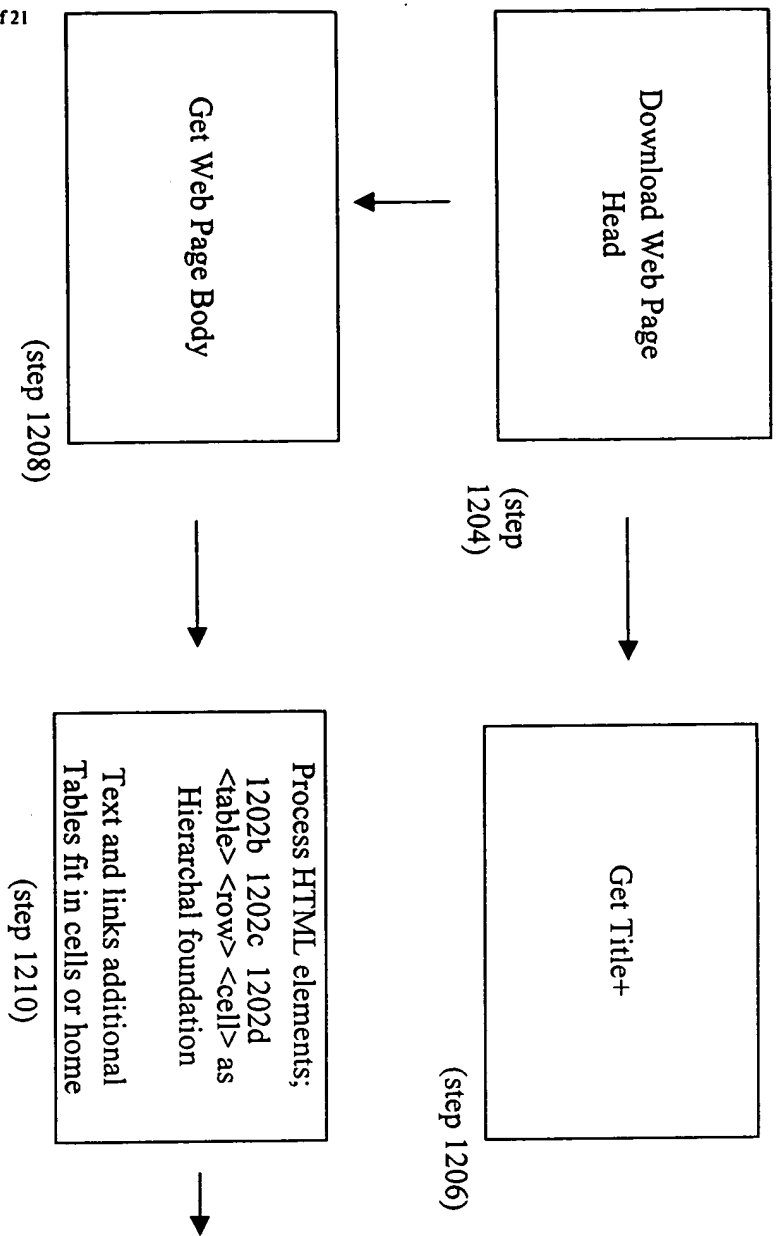 f 21
Download Web Page
Head
(step
1204)
Get Title+
(step 1206)
Get Web Page Body
(step 1208)
Process HTML elements;
1202b 1202c 1202d
<table> <row> <cell> as
Hierarchal foundation
Text and links additional
Tables fit in cells or home
(step 1210)